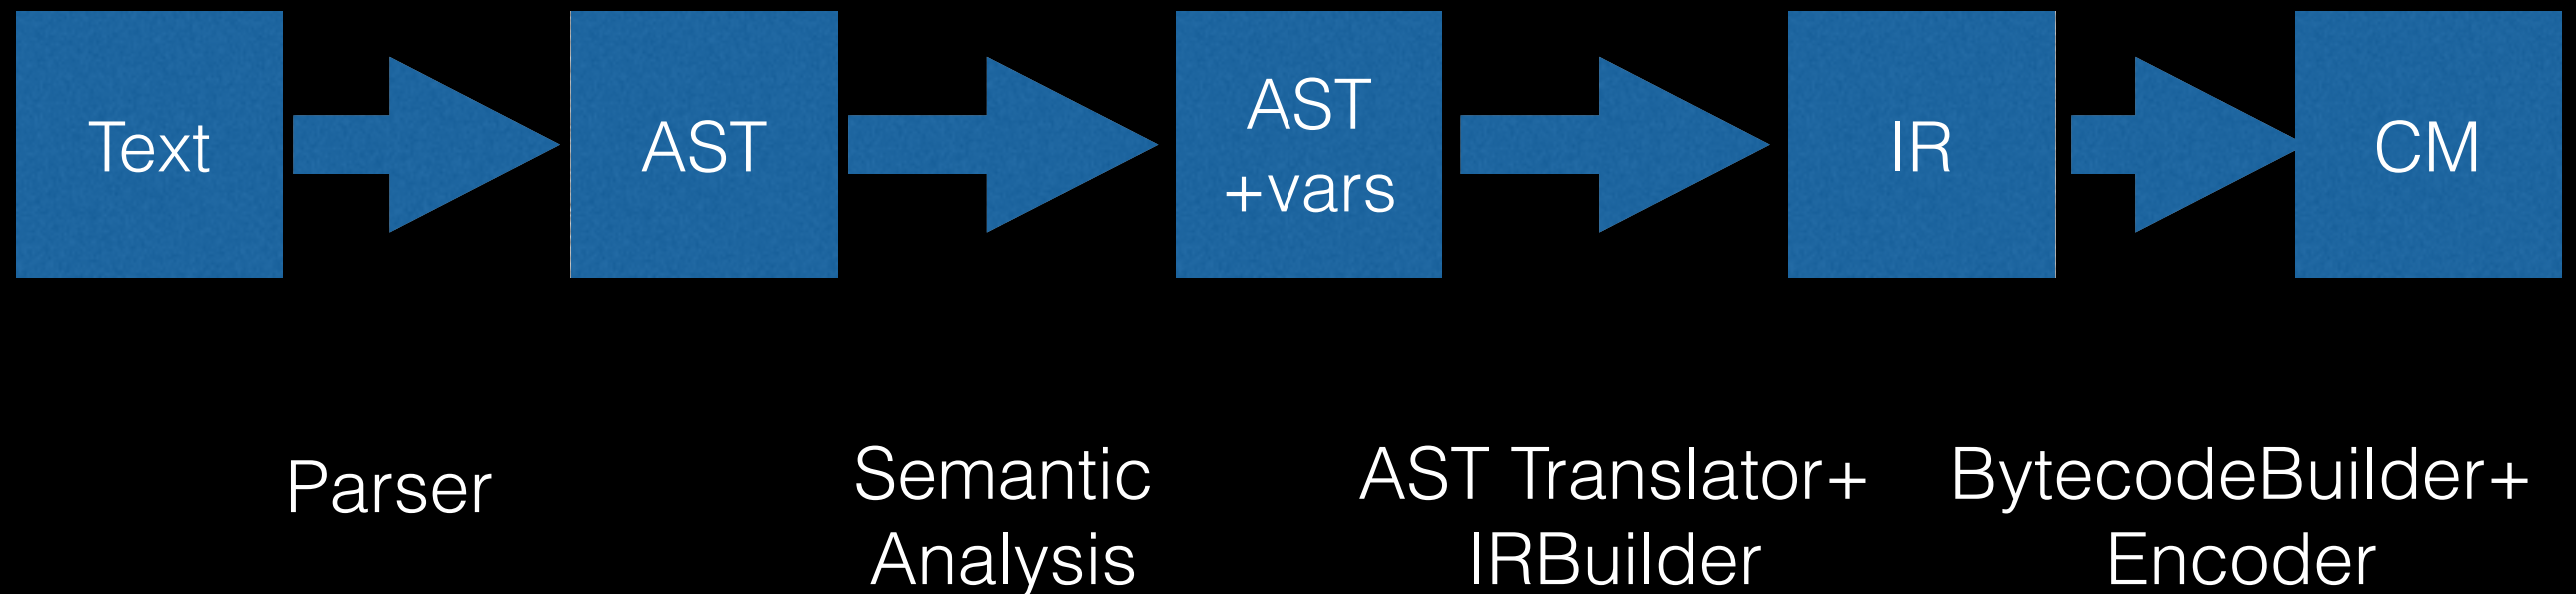 Text
AST
AST
+vars
IR
CM
Parser
Semantic
Analysis
AST Translator+
IRBuilder
BytecodeBuilder+
Encoder